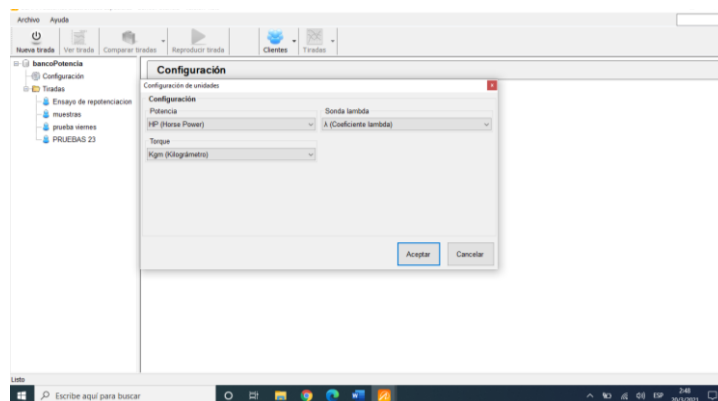 Archivo Ayuda
Nueva tirada Ver tirada Comparar tiradas Reproducir tirada Clientes Tiradas
bancoPotencia
Configuración
Tiradas
Ensayo de repotenciacion
muestras
prueba viernes
PRUEBAS 23
Configuración
Configuración de unidades
Configuración
Potencia Sonda lambda
HP (Horse Power) λ (Coeficiente lambda)
Torque
Kgm (Kilográmetro)
Aceptar Cancelar
Listo
Escribe aquí para buscar
ESP
2:48